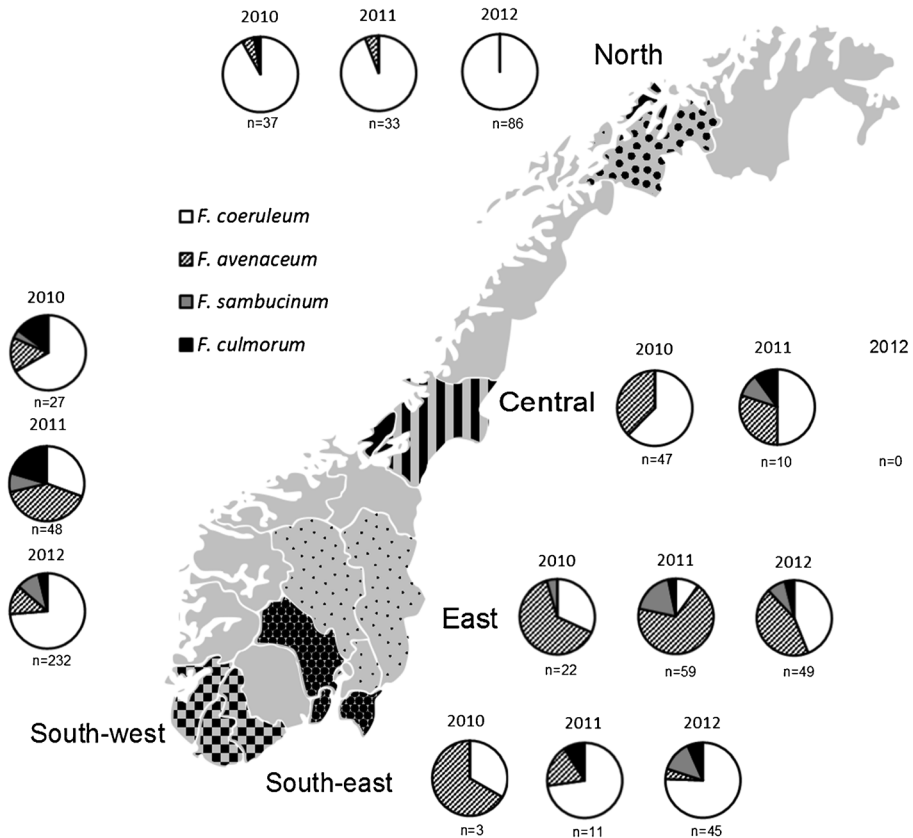 2010 2011 2012
North
n=37 n=33 n=86
F. coeruleum
F. avenaceum
F. sambucinum
F. culmorum
2010
n=27
2011
n=48
2012
n=232
South-west
Central
2010 2011 2012
n=47 n=10 n=0
East
2010 2011 2012
n=22 n=59 n=49
South-east
2010 2011 2012
n=3 n=11 n=45